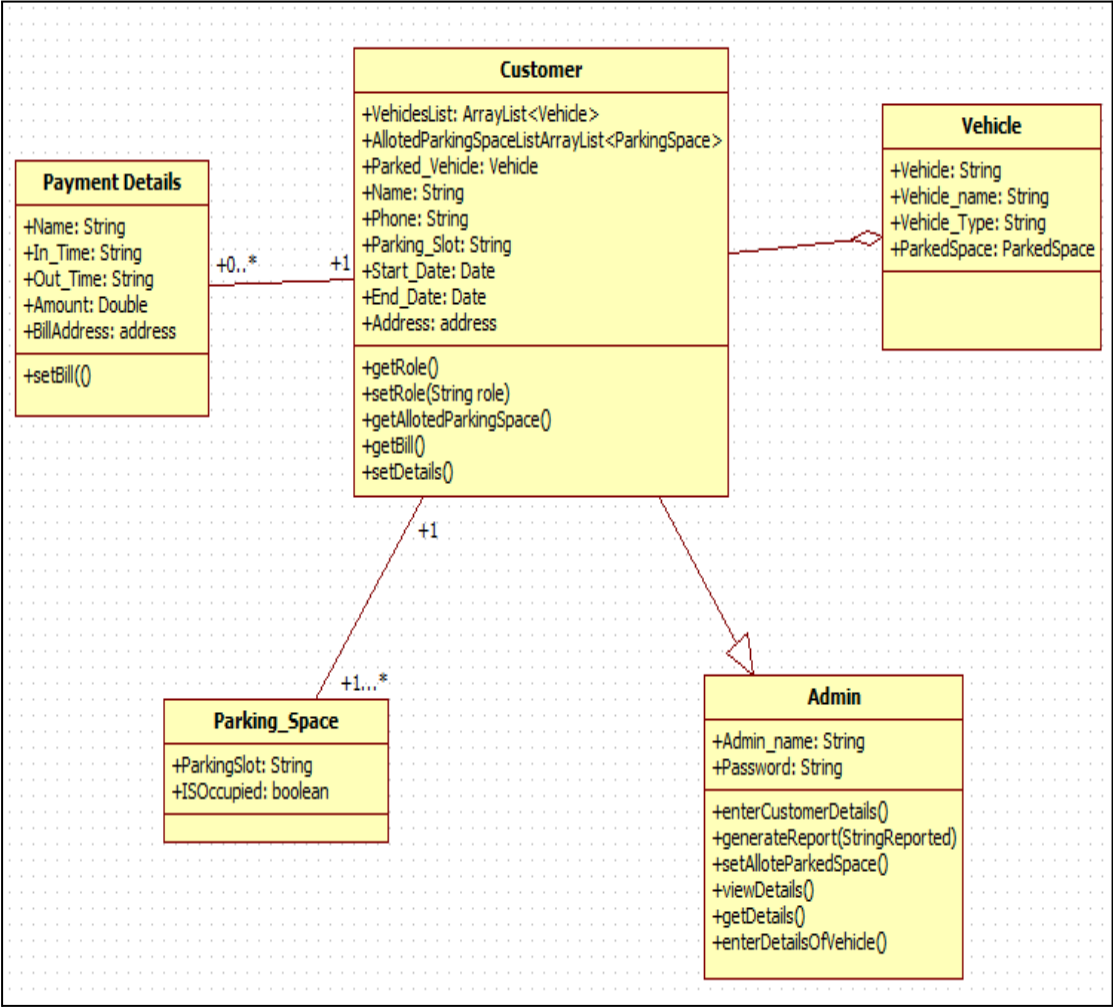 Customer
+VehiclesList: ArrayList<Vehicle>
+AllotedParkingSpaceListArrayList<ParkingSpace>
+Parked_Vehicle: Vehicle
+Name: String
+Phone: String
+Parking_Slot: String
+Start_Date: Date
+End_Date: Date
+Address: address
+getRole()
+setRole(String role)
+getAllotedParkingSpace()
+getBill()
+setDetails()
Vehicle
+Vehicle: String
+Vehicle_name: String
+Vehicle_Type: String
+ParkedSpace: ParkedSpace
Payment Details
+Name: String
+In_Time: String
+Out_Time: String
+Amount: Double
+BillAddress: address
+setBill(()
+0..*
+1
+1
+1...*
Parking_Space
+ParkingSlot: String
+ISOccupied: boolean
Admin
+Admin_name: String
+Password: String
+enterCustomerDetails()
+generateReport(StringReported)
+setAlloteParkedSpace()
+viewDetails()
+getDetails()
+enterDetailsOfVehicle()